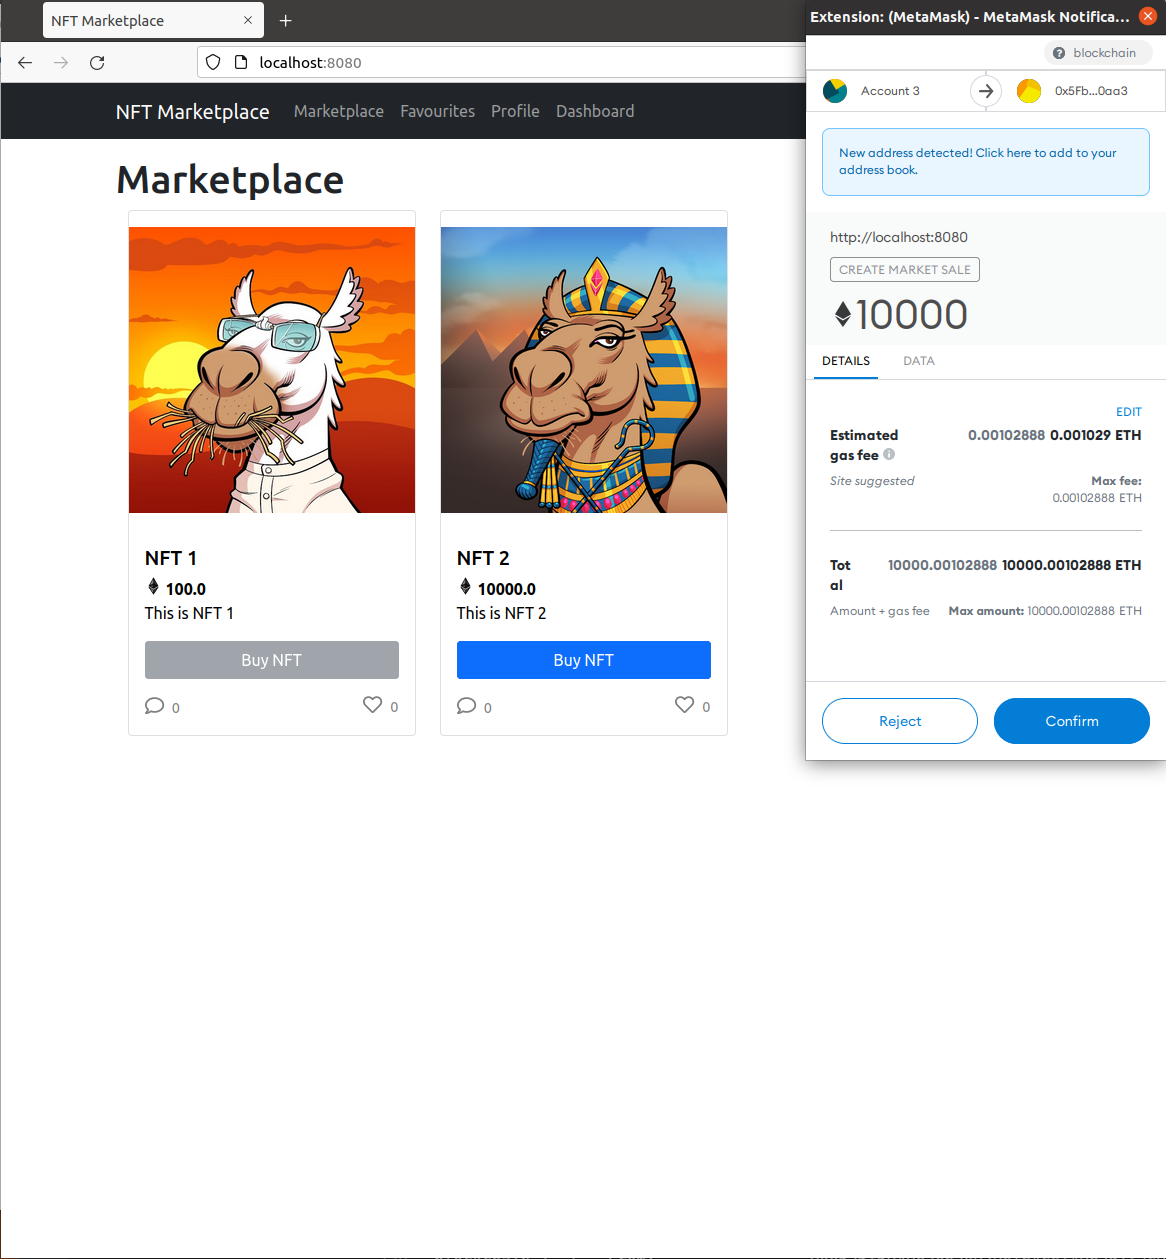 NFT Marketplace
localhost:8080
NFT Marketplace Marketplace Favourites Profile Dashboard
Marketplace
NFT 1
100.0
This is NFT 1
Buy NFT
0 0
NFT 2
10000.0
This is NFT 2
Buy NFT
0 0
Extension: (MetaMask) - MetaMask Notifica...
blockchain
Account 3 0x5Fb...0aa3
New address detected! Click here to add to your
address book.
http://localhost:8080
CREATE MARKET SALE
10000
DETAILS DATA
EDIT
Estimated 0.00102888 0.001029 ETH
gas fee
Site suggested Max fee:
0.00102888 ETH
Tot 10000.00102888 10000.00102888 ETH
al
Amount + gas fee Max amount: 10000.00102888 ETH
Reject Confirm